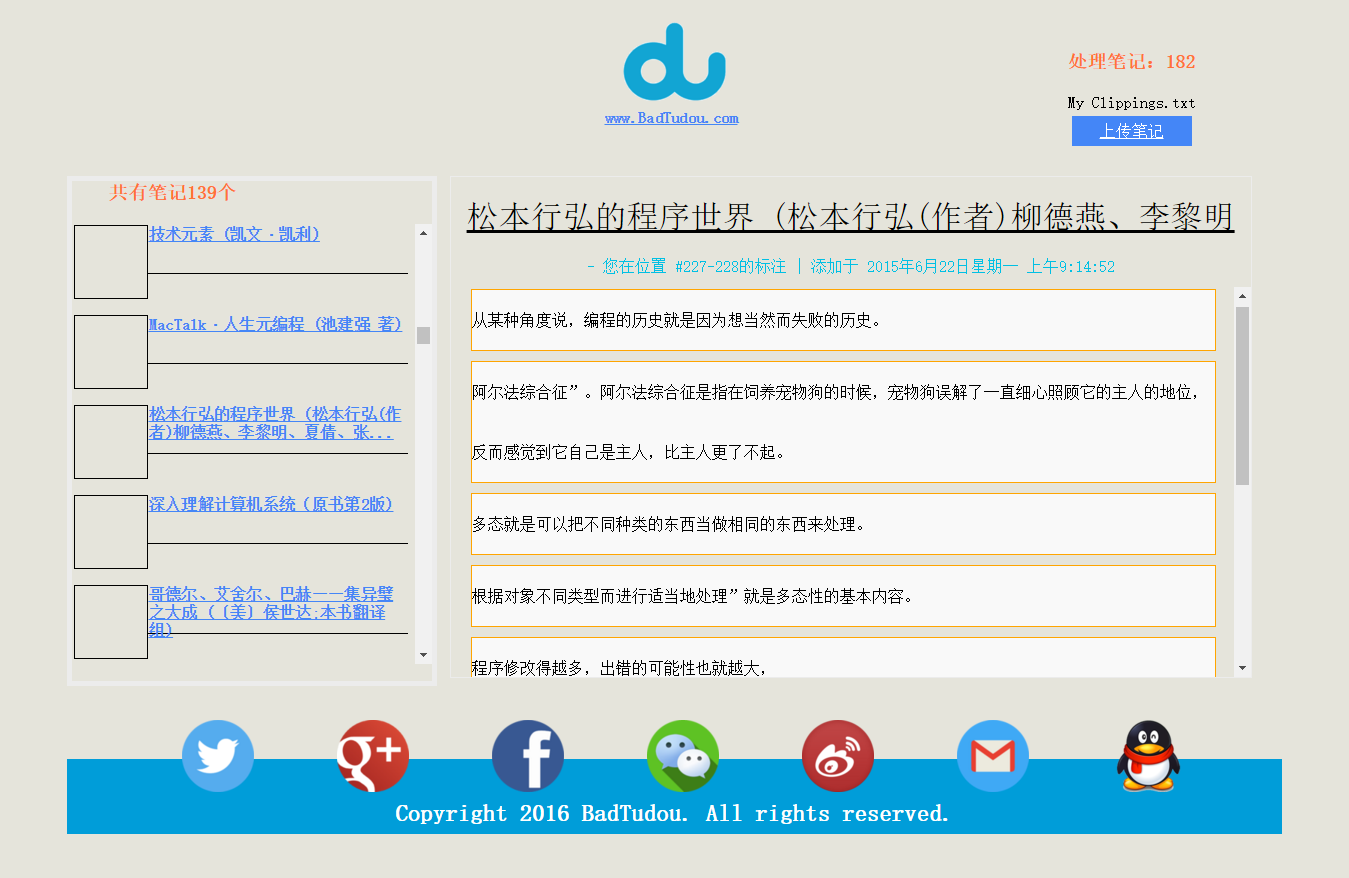 www.BadTudou.com
处理笔记：182
My Clippings.txt
上传笔记
共有笔记139个
技术元素 (凯文·凯利)
MacTalk·人生元编程 (池建强 著)
松本行弘的程序世界 (松本行弘(作
者)柳德燕、李黎明、夏倩、张...
深入理解计算机系统（原书第2版）
哥德尔、艾舍尔、巴赫——集异璧
之大成 (〔美〕侯世达;本书翻译
组)
松本行弘的程序世界 (松本行弘(作者)柳德燕、李黎明
- 您在位置 #227-228的标注 | 添加于 2015年6月22日星期一 上午9:14:52
从某种角度说，编程的历史就是因为想当然而失败的历史。
阿尔法综合征”。阿尔法综合征是指在饲养宠物狗的时候，宠物狗误解了一直细心照顾它的主人的地位，
反而感觉到它自己是主人，比主人更了不起。
多态就是可以把不同种类的东西当做相同的东西来处理。
根据对象不同类型而进行适当地处理”就是多态性的基本内容。
程序修改得越多，出错的可能性也就越大，
Copyright 2016 BadTudou. All rights reserved.